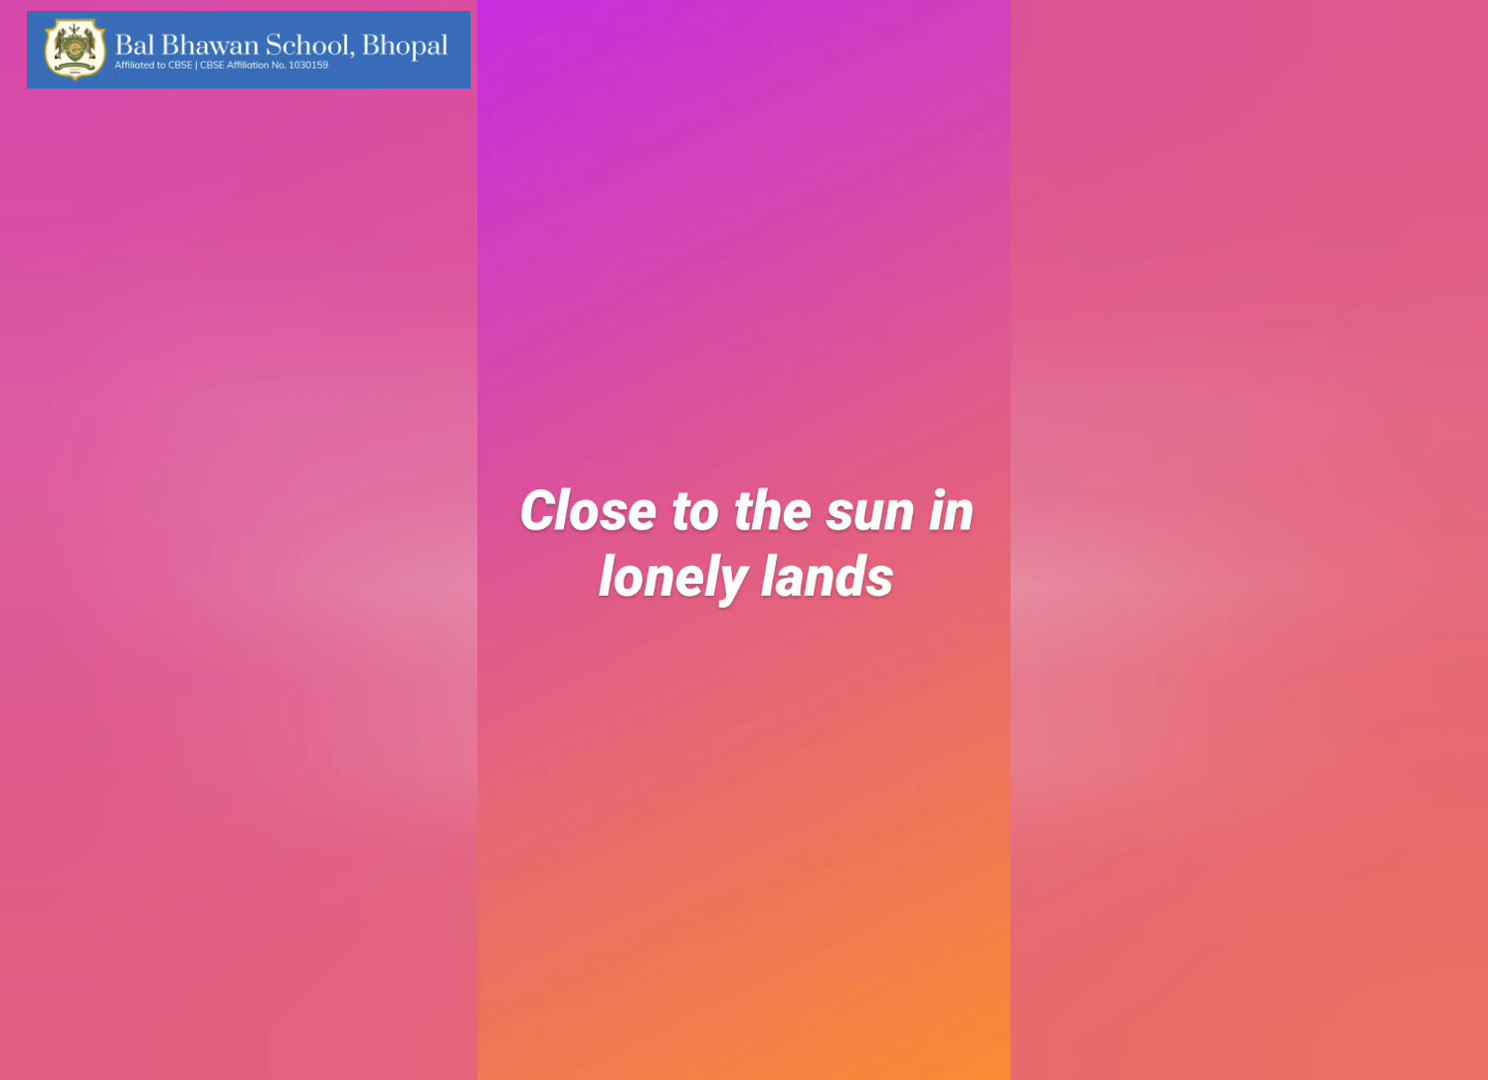 Bal Bhawan School, Bhopal
Affiliated to CBSE | CBSE Affiliation No. 1030159
Close to the sun in
lonely lands